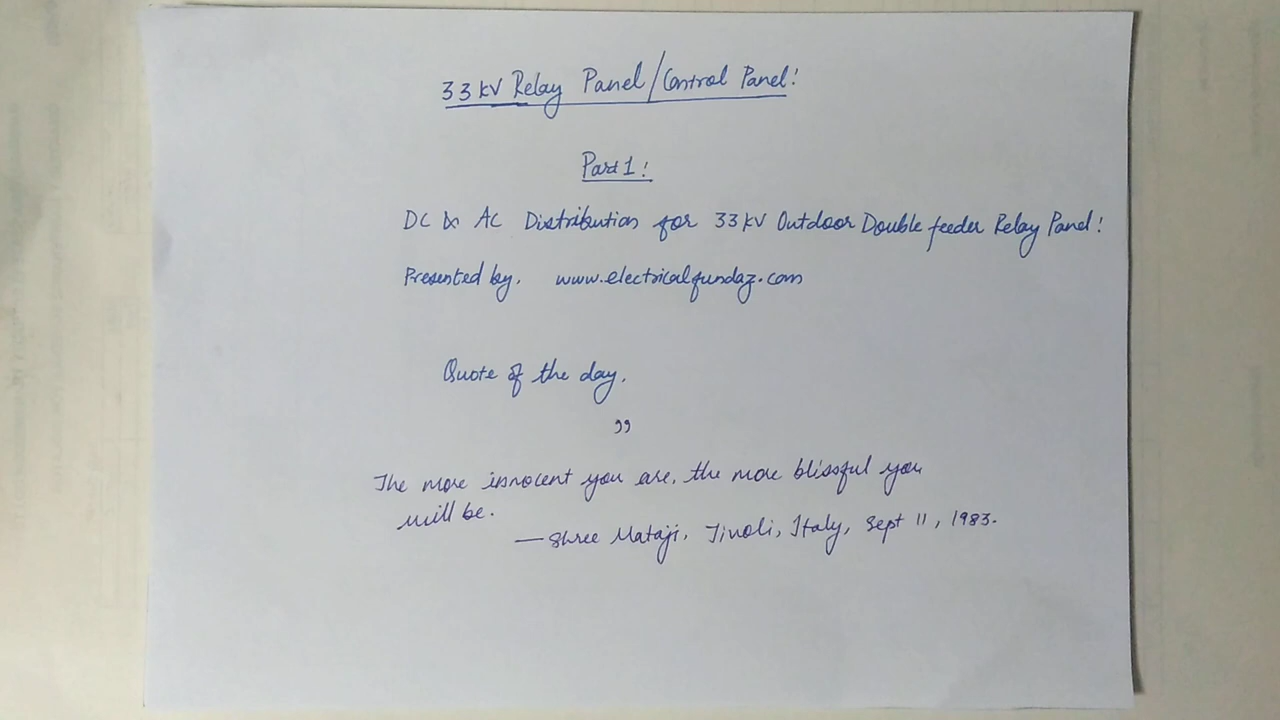 33 KV Relay Panel/Control Panel!
Part 1!
DC & AC Distribution for 33 KV Outdoor Double feeder Relay Panel!
Presented by, www.electricalfundaz.com
Quote of the day,
,,
The more innocent you are, the more blissful you
will be.
— Shree Mataji, Tivoli, Italy, Sept 11, 1983.